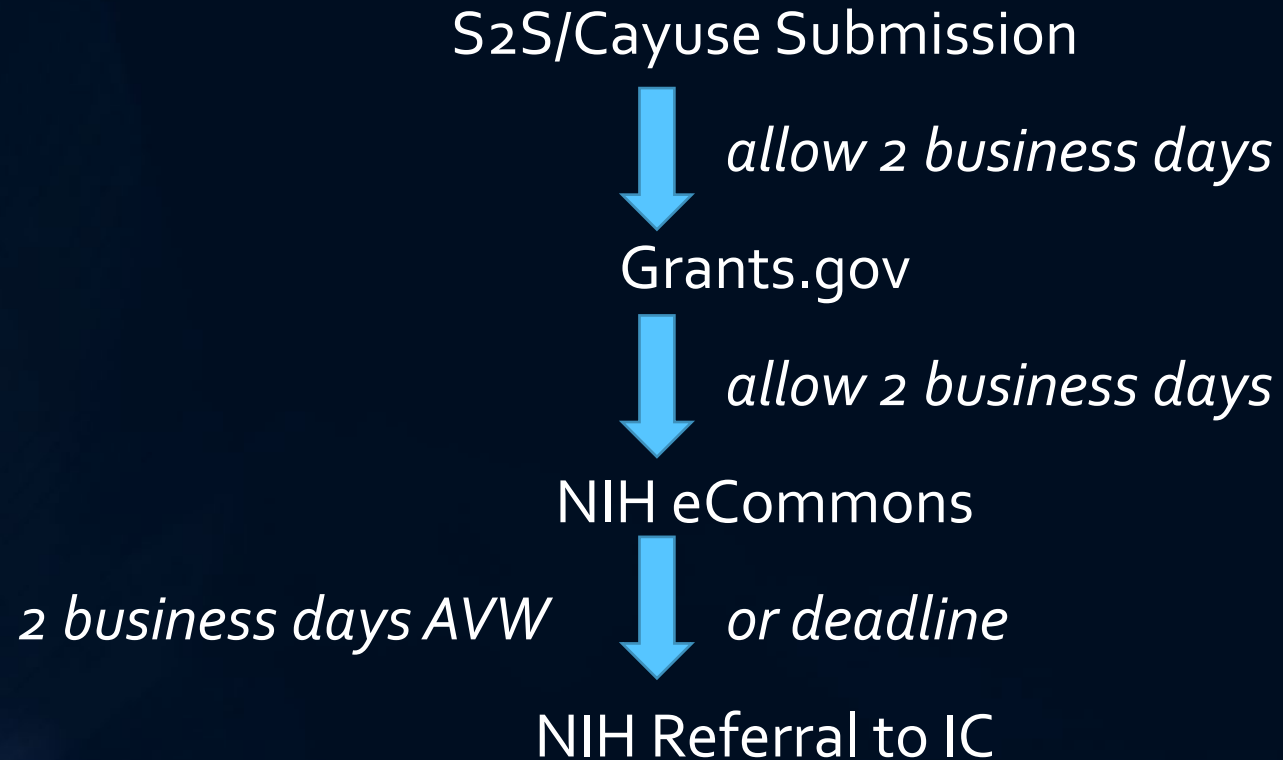 S2S/Cayuse Submission
allow 2 business days
Grants.gov
allow 2 business days
NIH eCommons
2 business days AVW or deadline
NIH Referral to IC